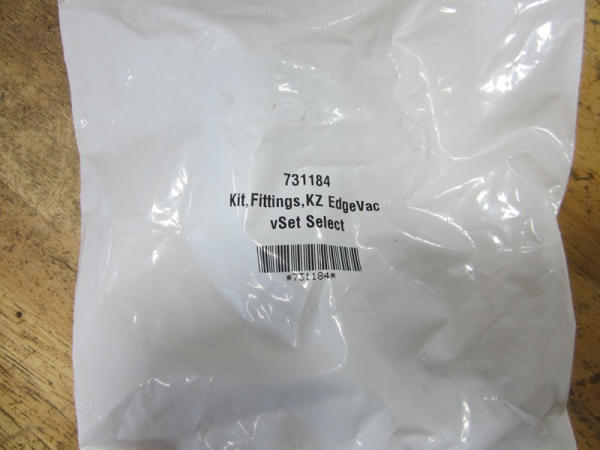 731184
Kit,Fittings,KZ EdgeVac
vSet Select
*731184*